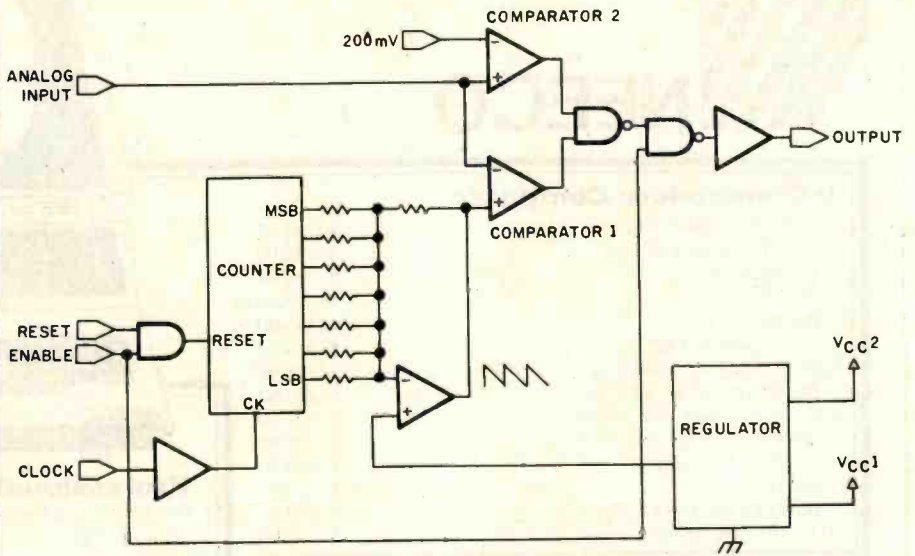 COMPARATOR 2
200mV
-
+
ANALOG
INPUT
OUTPUT
-
+
COMPARATOR 1
MSB
COUNTER
RESET
ENABLE
RESET
LSB
CK
-
+
CLOCK
REGULATOR
VCC2
VCC1